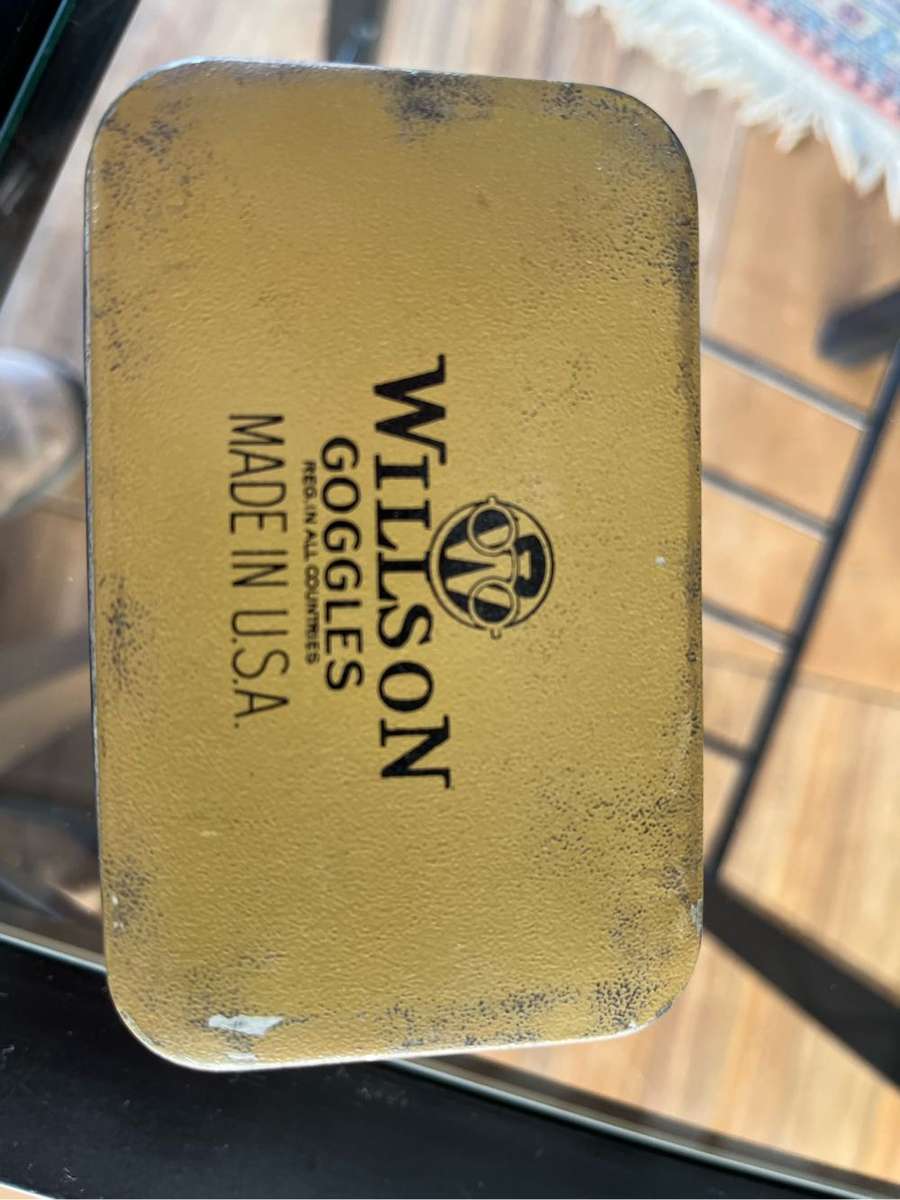 WILLSON
GOGGLES
REG. IN ALL COUNTRIES
MADE IN U.S.A.